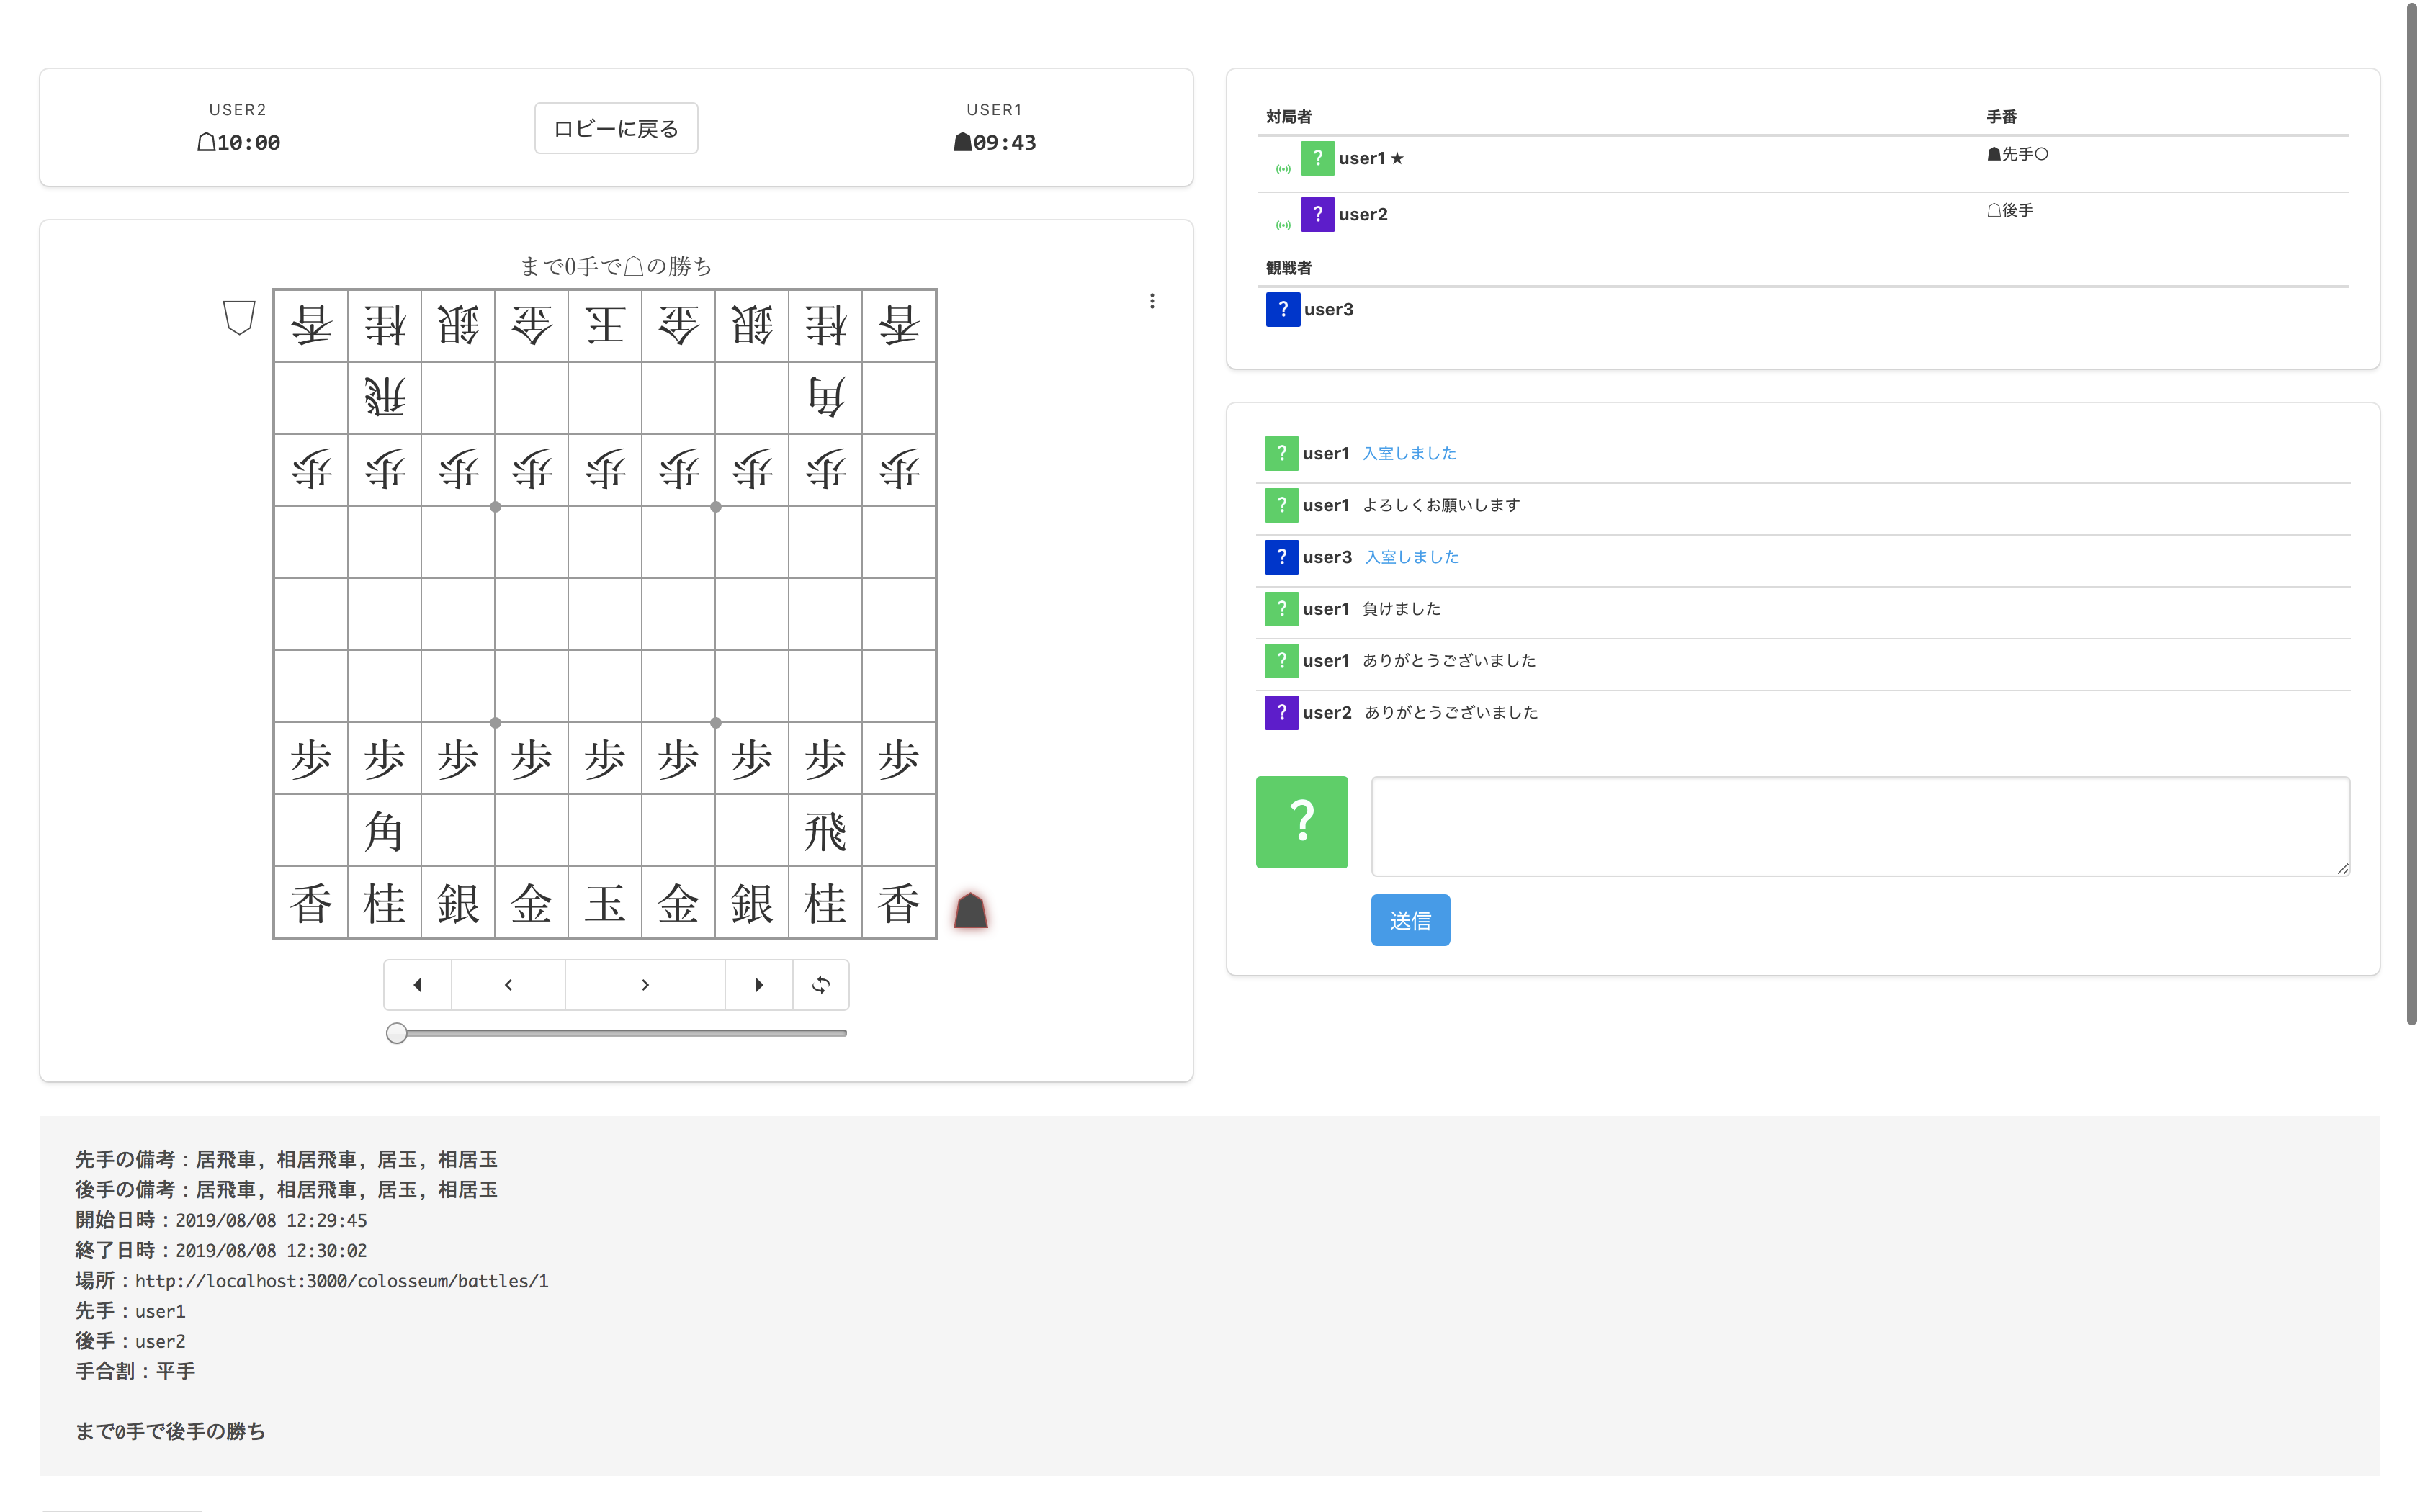 USER2
☖10:00
ロビーに戻る
USER1
☗09:43
まで0手で☖の勝ち
香 桂 銀 金 王 金 銀 桂 香
飛 角
歩 歩 歩 歩 歩 歩 歩 歩 歩
歩 歩 歩 歩 歩 歩 歩 歩 歩
角 飛
香 桂 銀 金 玉 金 銀 桂 香
対局者 手番
? user1 ★ ☗先手○
? user2 ☖後手
観戦者
? user3
? user1 入室しました
? user1 よろしくお願いします
? user3 入室しました
? user1 負けました
? user1 ありがとうございました
? user2 ありがとうございました
?
送信
先手の備考：居飛車, 相居飛車, 居玉, 相居玉
後手の備考：居飛車, 相居飛車, 居玉, 相居玉
開始日時：2019/08/08 12:29:45
終了日時：2019/08/08 12:30:02
場所：http://localhost:3000/colosseum/battles/1
先手：user1
後手：user2
手合割：平手
まで0手で後手の勝ち